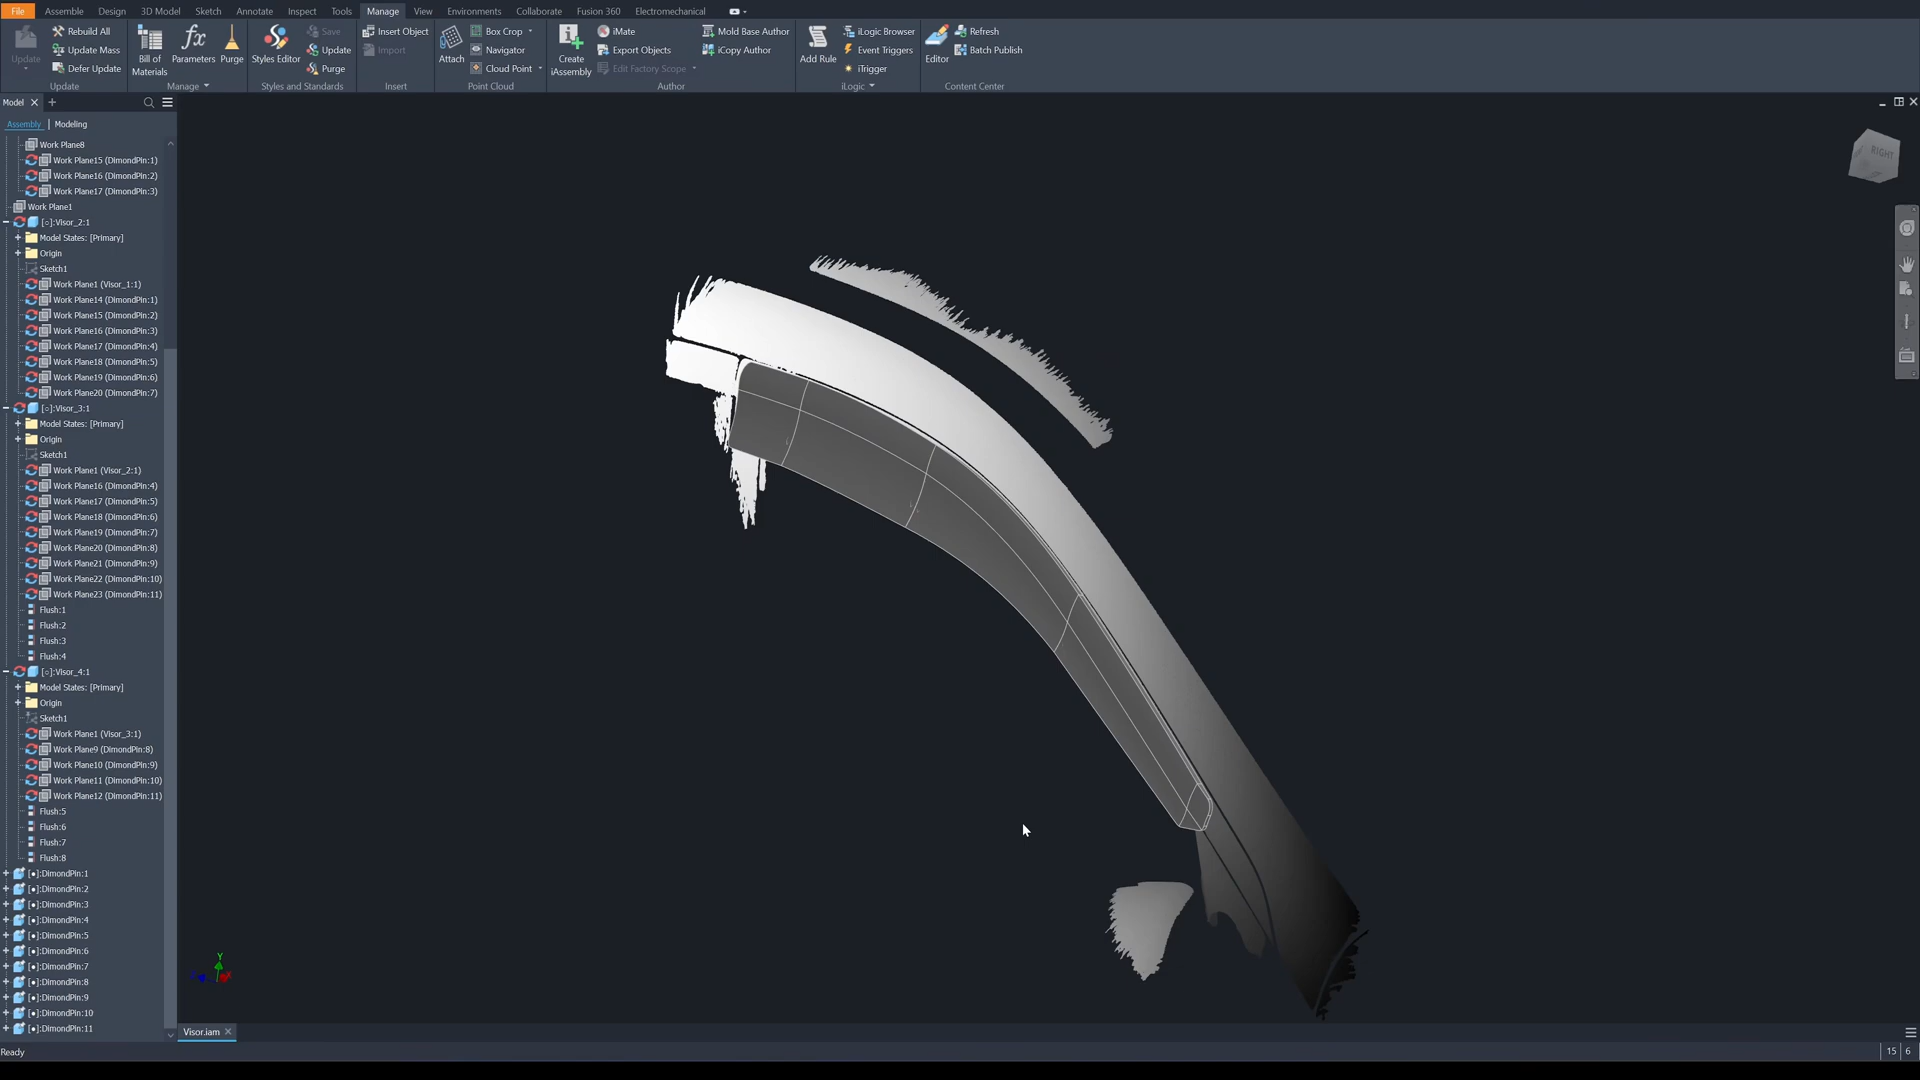 File Assembly Design 3D Model Sketch Annotate Inspect Tools Manage View Environments Collaborate Fusion 360 Electromechanical
Update
Rebuild All
Update Mass
Defer Update
Update
Bill of Materials
Parameters
Purge
Manage
Styles Editor
Save
Update
Purge
Styles and Standards
Insert Object
Import
Insert
Attach
Box Crop
Navigator
Cloud Point
Point Cloud
Create iAssembly
iMate
Export Objects
Edit Factory Scope
Mold Base Author
iCopy Author
Author
Add Rule
iLogic Browser
Event Triggers
iTrigger
iLogic
Editor
Refresh
Batch Publish
Content Center
Model
Assembly | Modeling
Work Plane8
Work Plane15 (DimondPin:1)
Work Plane16 (DimondPin:2)
Work Plane17 (DimondPin:3)
Work Plane1
[○]:Visor_2:1
Model States: [Primary]
Origin
Sketch1
Work Plane1 (Visor_1:1)
Work Plane14 (DimondPin:1)
Work Plane15 (DimondPin:2)
Work Plane16 (DimondPin:3)
Work Plane17 (DimondPin:4)
Work Plane18 (DimondPin:5)
Work Plane19 (DimondPin:6)
Work Plane20 (DimondPin:7)
[○]:Visor_3:1
Model States: [Primary]
Origin
Sketch1
Work Plane1 (Visor_2:1)
Work Plane16 (DimondPin:4)
Work Plane17 (DimondPin:5)
Work Plane18 (DimondPin:6)
Work Plane19 (DimondPin:7)
Work Plane20 (DimondPin:8)
Work Plane21 (DimondPin:9)
Work Plane22 (DimondPin:10)
Work Plane23 (DimondPin:11)
Flush:1
Flush:2
Flush:3
Flush:4
[○]:Visor_4:1
Model States: [Primary]
Origin
Sketch1
Work Plane1 (Visor_3:1)
Work Plane9 (DimondPin:8)
Work Plane10 (DimondPin:9)
Work Plane11 (DimondPin:10)
Work Plane12 (DimondPin:11)
Flush:5
Flush:6
Flush:7
Flush:8
[●]:DimondPin:1
[●]:DimondPin:2
[●]:DimondPin:3
[●]:DimondPin:4
[●]:DimondPin:5
[●]:DimondPin:6
[●]:DimondPin:7
[●]:DimondPin:8
[●]:DimondPin:9
[●]:DimondPin:10
[●]:DimondPin:11
RIGHT
Y
X
Visor.iam
Ready
15 6